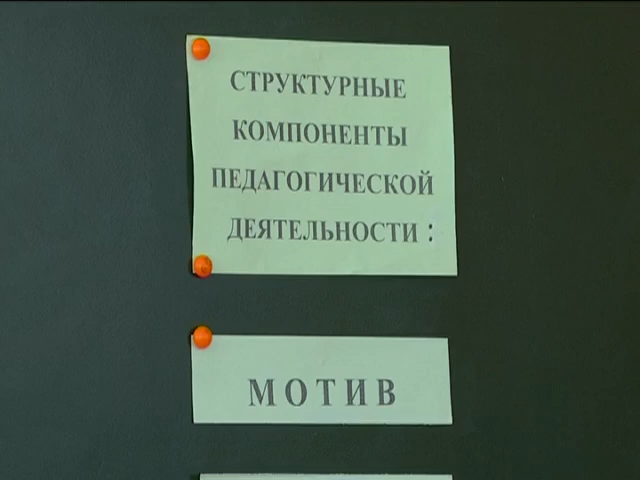 СТРУКТУРНЫЕ
КОМПОНЕНТЫ
ПЕДАГОГИЧЕСКОЙ
ДЕЯТЕЛЬНОСТИ :
МОТИВ